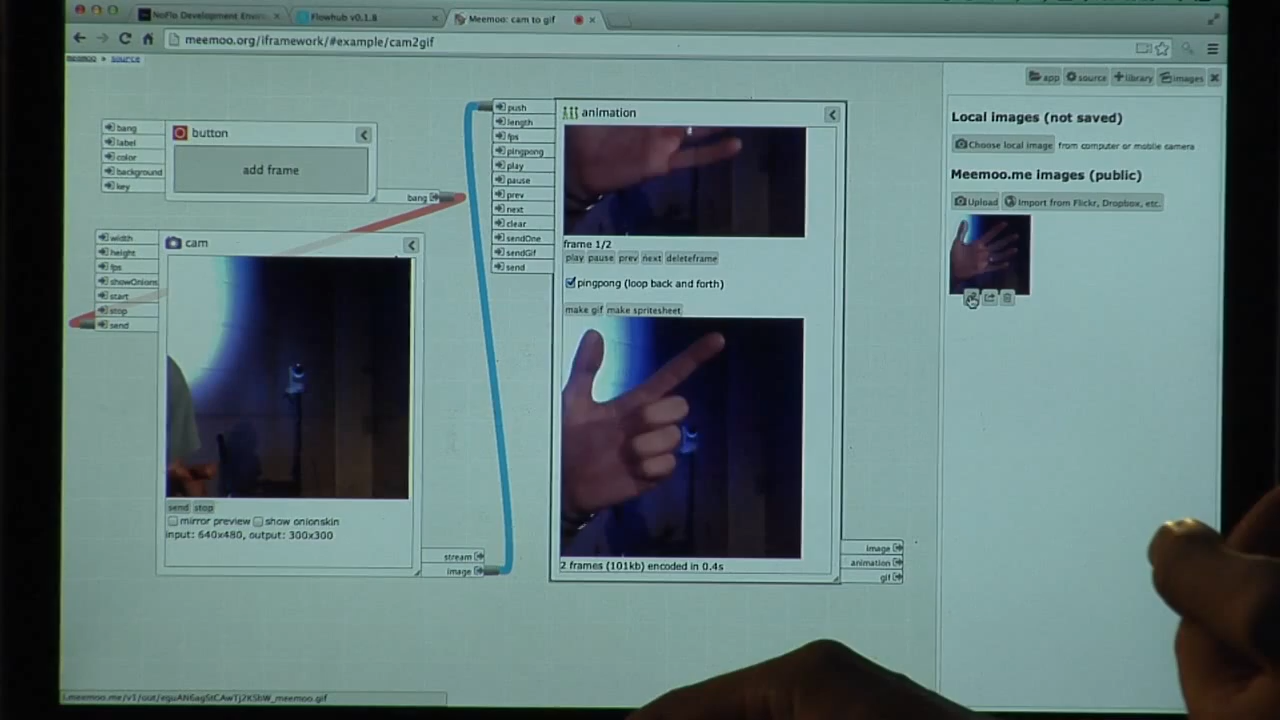 NoFlo Development Enviro
Flowhub v0.1.8
Meemoo: cam to gif
meemoo.org/iframework/#example/cam2gif
meemoo > source
app
source
library
images
bang
label
color
background
key
button
add frame
bang
width
height
fps
showOnions
start
stop
send
cam
send stop
mirror preview show onionskin
input: 640x480, output: 300x300
stream
image
push
length
fps
pingpong
play
pause
prev
next
clear
sendOne
sendGif
send
animation
frame 1/2
play pause prev next deleteframe
pingpong (loop back and forth)
make gif make spritesheet
2 frames (101kb) encoded in 0.4s
image
animation
gif
Local images (not saved)
Choose local image from computer or mobile camera
Meemoo.me images (public)
Upload Import from Flickr, Dropbox, etc.